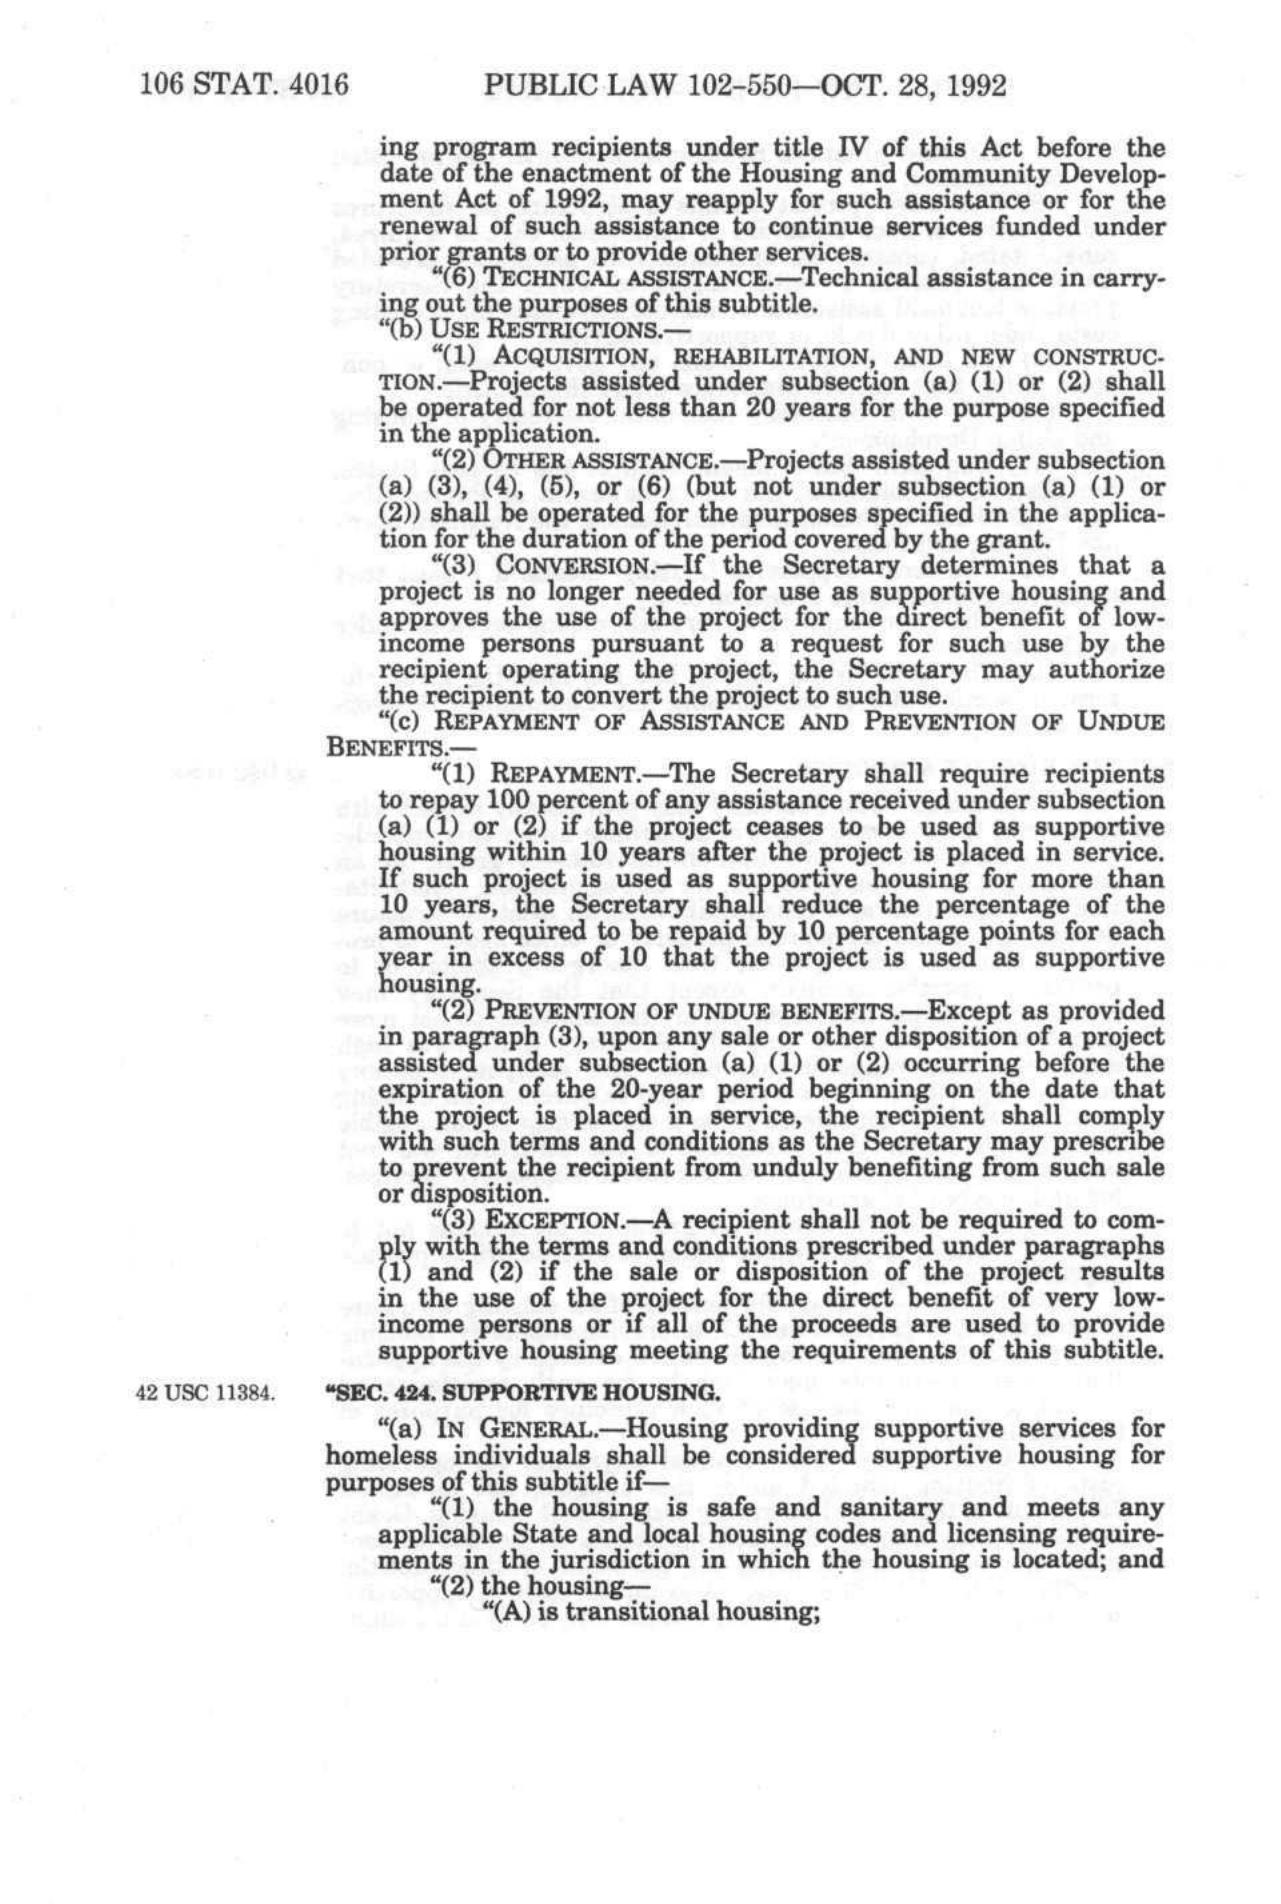 106 STAT. 4016 PUBLIC LAW 102–550—OCT. 28, 1992
ing program recipients under title IV of this Act before the
date of the enactment of the Housing and Community Develop-
ment Act of 1992, may reapply for such assistance or for the
renewal of such assistance to continue services funded under
prior grants or to provide other services.
“(6) TECHNICAL ASSISTANCE.—Technical assistance in carry-
ing out the purposes of this subtitle.
“(b) USE RESTRICTIONS.—
“(1) ACQUISITION, REHABILITATION, AND NEW CONSTRUC-
TION.—Projects assisted under subsection (a) (1) or (2) shall
be operated for not less than 20 years for the purpose specified
in the application.
“(2) OTHER ASSISTANCE.—Projects assisted under subsection
(a) (3), (4), (5), or (6) (but not under subsection (a) (1) or
(2)) shall be operated for the purposes specified in the applica-
tion for the duration of the period covered by the grant.
“(3) CONVERSION.—If the Secretary determines that a
project is no longer needed for use as supportive housing and
approves the use of the project for the direct benefit of low-
income persons pursuant to a request for such use by the
recipient operating the project, the Secretary may authorize
the recipient to convert the project to such use.
“(c) REPAYMENT OF ASSISTANCE AND PREVENTION OF UNDUE
BENEFITS.—
“(1) REPAYMENT.—The Secretary shall require recipients
to repay 100 percent of any assistance received under subsection
(a) (1) or (2) if the project ceases to be used as supportive
housing within 10 years after the project is placed in service.
If such project is used as supportive housing for more than
10 years, the Secretary shall reduce the percentage of the
amount required to be repaid by 10 percentage points for each
year in excess of 10 that the project is used as supportive
housing.
“(2) PREVENTION OF UNDUE BENEFITS.—Except as provided
in paragraph (3), upon any sale or other disposition of a project
assisted under subsection (a) (1) or (2) occurring before the
expiration of the 20-year period beginning on the date that
the project is placed in service, the recipient shall comply
with such terms and conditions as the Secretary may prescribe
to prevent the recipient from unduly benefiting from such sale
or disposition.
“(3) EXCEPTION.—A recipient shall not be required to com-
ply with the terms and conditions prescribed under paragraphs
(1) and (2) if the sale or disposition of the project results
in the use of the project for the direct benefit of very low-
income persons or if all of the proceeds are used to provide
supportive housing meeting the requirements of this subtitle.
42 USC 11384. “SEC. 424. SUPPORTIVE HOUSING.
“(a) IN GENERAL.—Housing providing supportive services for
homeless individuals shall be considered supportive housing for
purposes of this subtitle if—
“(1) the housing is safe and sanitary and meets any
applicable State and local housing codes and licensing require-
ments in the jurisdiction in which the housing is located; and
“(2) the housing—
“(A) is transitional housing;